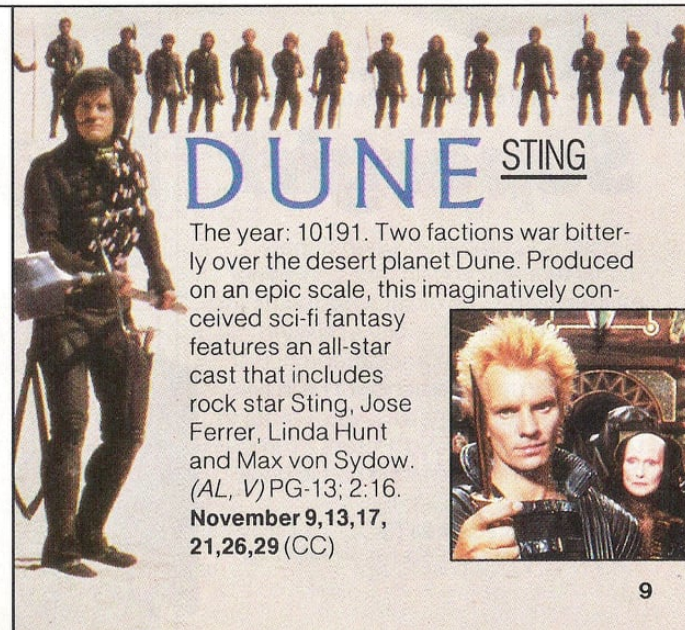 DUNE STING
The year: 10191. Two factions war bitter-
ly over the desert planet Dune. Produced
on an epic scale, this imaginatively con-
ceived sci-fi fantasy
features an all-star
cast that includes
rock star Sting, Jose
Ferrer, Linda Hunt
and Max von Sydow.
(AL, V) PG-13; 2:16.
November 9,13,17,
21,26,29 (CC)
9